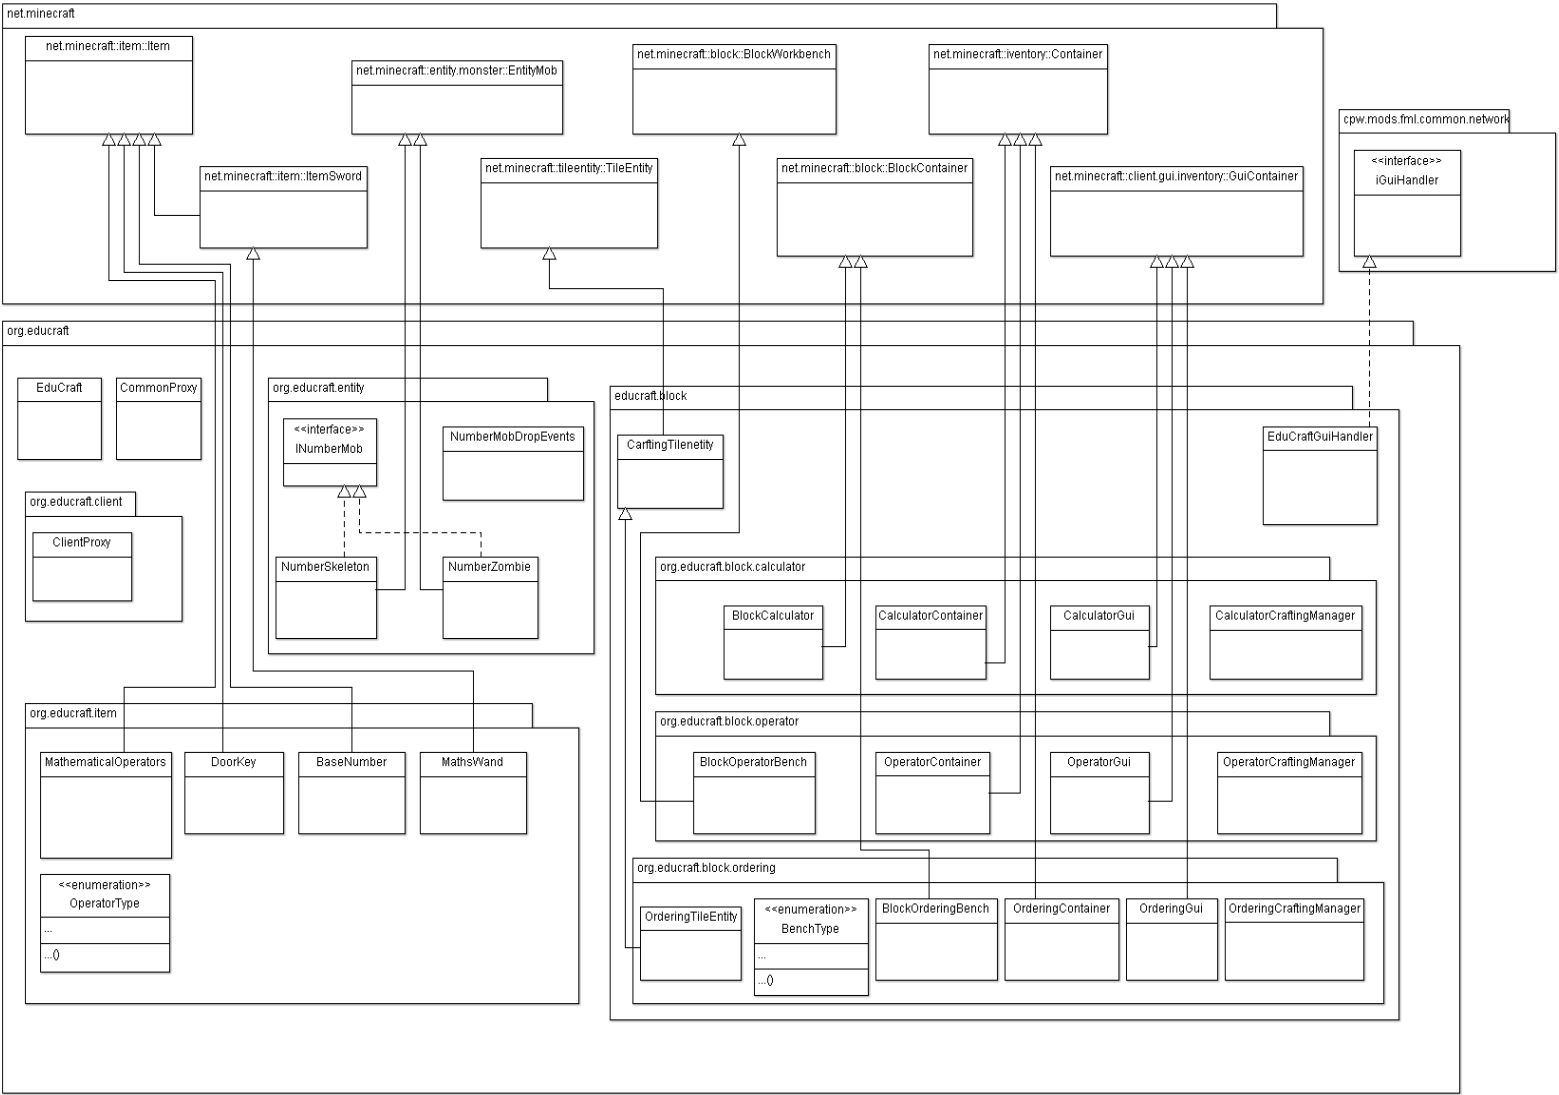 net.minecraft
net.minecraft::item::Item
net.minecraft::entity.monster::EntityMob
net.minecraft::block::BlockWorkbench
net.minecraft::iventory::Container
cpw.mods.fml.common.network
<<interface>>
iGuiHandler
net.minecraft::item::ItemSword
net.minecraft::tileentity::TileEntity
net.minecraft::block::BlockContainer
net.minecraft::client.gui.inventory::GuiContainer
org.educraft
EduCraft
CommonProxy
org.educraft.entity
<<interface>>
INumberMob
NumberMobDropEvents
NumberSkeleton
NumberZombie
org.educraft.client
ClientProxy
educraft.block
CarftingTilenetity
EduCraftGuiHandler
org.educraft.block.calculator
BlockCalculator
CalculatorContainer
CalculatorGui
CalculatorCraftingManager
org.educraft.block.operator
BlockOperatorBench
OperatorContainer
OperatorGui
OperatorCraftingManager
org.educraft.item
MathematicalOperators
DoorKey
BaseNumber
MathsWand
<<enumeration>>
OperatorType
...
...()
org.educraft.block.ordering
OrderingTileEntity
<<enumeration>>
BenchType
...
...()
BlockOrderingBench
OrderingContainer
OrderingGui
OrderingCraftingManager